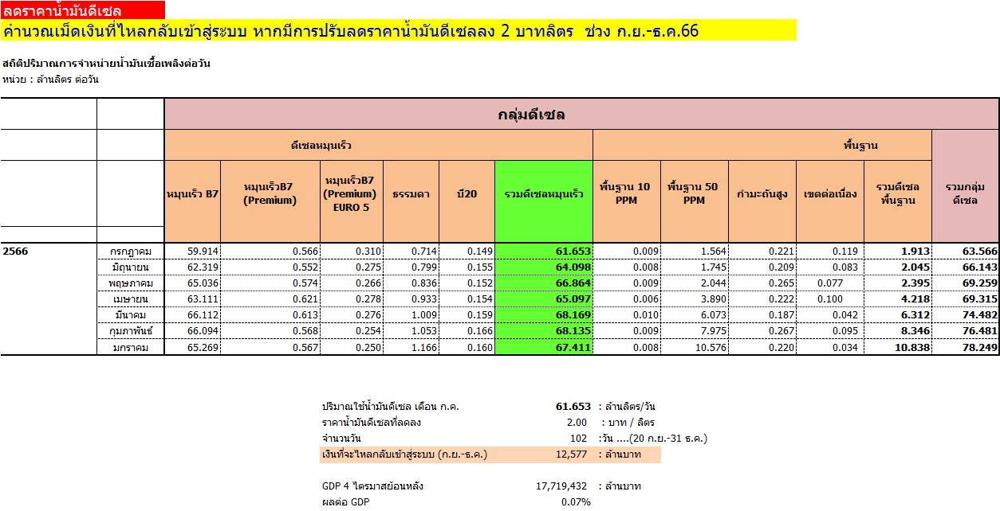 ลดราคาน้ำมันดีเซล
คำนวณเม็ดเงินที่ไหลกลับเข้าสู่ระบบ หากมีการปรับลดราคาน้ำมันดีเซลลง 2 บาทลิตร ช่วง ก.ย.-ธ.ค.66
สถิติปริมาณการจำหน่ายน้ำมันเชื้อเพลิงต่อวัน
หน่วย : ล้านลิตร ต่อวัน
กลุ่มดีเซล
ดีเซลหมุนเร็ว พื้นฐาน
หมุนเร็ว B7 หมุนเร็วB7 (Premium) หมุนเร็วB7 (Premium) EURO 5 ธรรมดา บี20 รวมดีเซลหมุนเร็ว พื้นฐาน 10 PPM พื้นฐาน 50 PPM กำมะถันสูง เขตต่อเนื่อง รวมดีเซลพื้นฐาน รวมกลุ่มดีเซล
2566 กรกฎาคม 59.914 0.566 0.310 0.714 0.149 61.653 0.009 1.564 0.221 0.119 1.913 63.566
มิถุนายน 62.319 0.552 0.275 0.799 0.155 64.098 0.008 1.745 0.209 0.083 2.045 66.143
พฤษภาคม 65.036 0.574 0.266 0.836 0.152 66.864 0.009 2.044 0.265 0.077 2.395 69.259
เมษายน 63.111 0.621 0.278 0.933 0.154 65.097 0.006 3.890 0.222 0.100 4.218 69.315
มีนาคม 66.112 0.613 0.276 1.009 0.159 68.169 0.010 6.073 0.187 0.042 6.312 74.482
กุมภาพันธ์ 66.094 0.568 0.254 1.053 0.166 68.135 0.009 7.975 0.267 0.095 8.346 76.481
มกราคม 65.269 0.567 0.250 1.166 0.160 67.411 0.008 10.576 0.220 0.034 10.838 78.249
ปริมาณใช้น้ำมันดีเซล เดือน ก.ค. 61.653 : ล้านลิตร/วัน
ราคาน้ำมันดีเซลที่ลดลง 2.00 : บาท / ลิตร
จำนวนวัน 102 :วัน ....(20 ก.ย.-31 ธ.ค.)
เงินที่จะไหลกลับเข้าสู่ระบบ (ก.ย.-ธ.ค.) 12,577 : ล้านบาท
GDP 4 ไตรมาสย้อนหลัง 17,719,432 : ล้านบาท
ผลต่อ GDP 0.07%